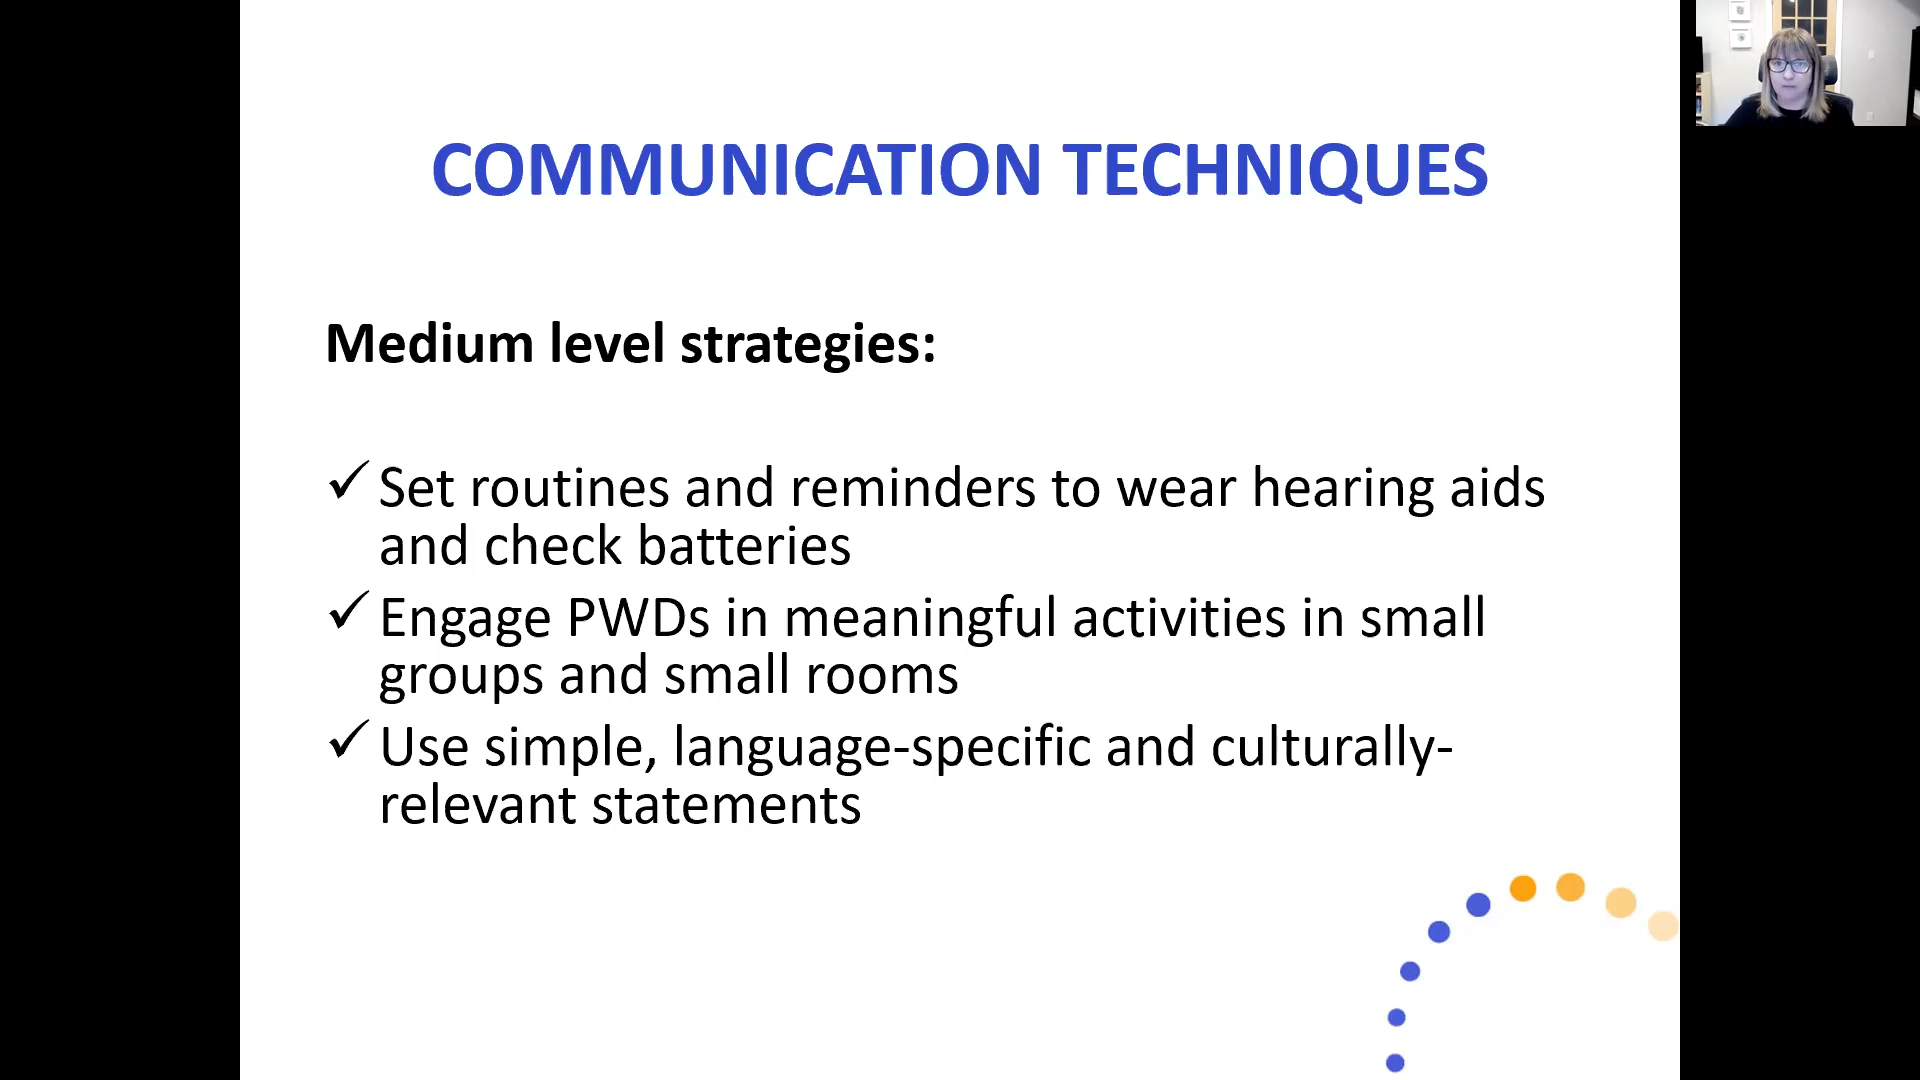 COMMUNICATION TECHNIQUES
Medium level strategies:
✓ Set routines and reminders to wear hearing aids
and check batteries
✓ Engage PWDs in meaningful activities in small
groups and small rooms
✓ Use simple, language-specific and culturally-
relevant statements